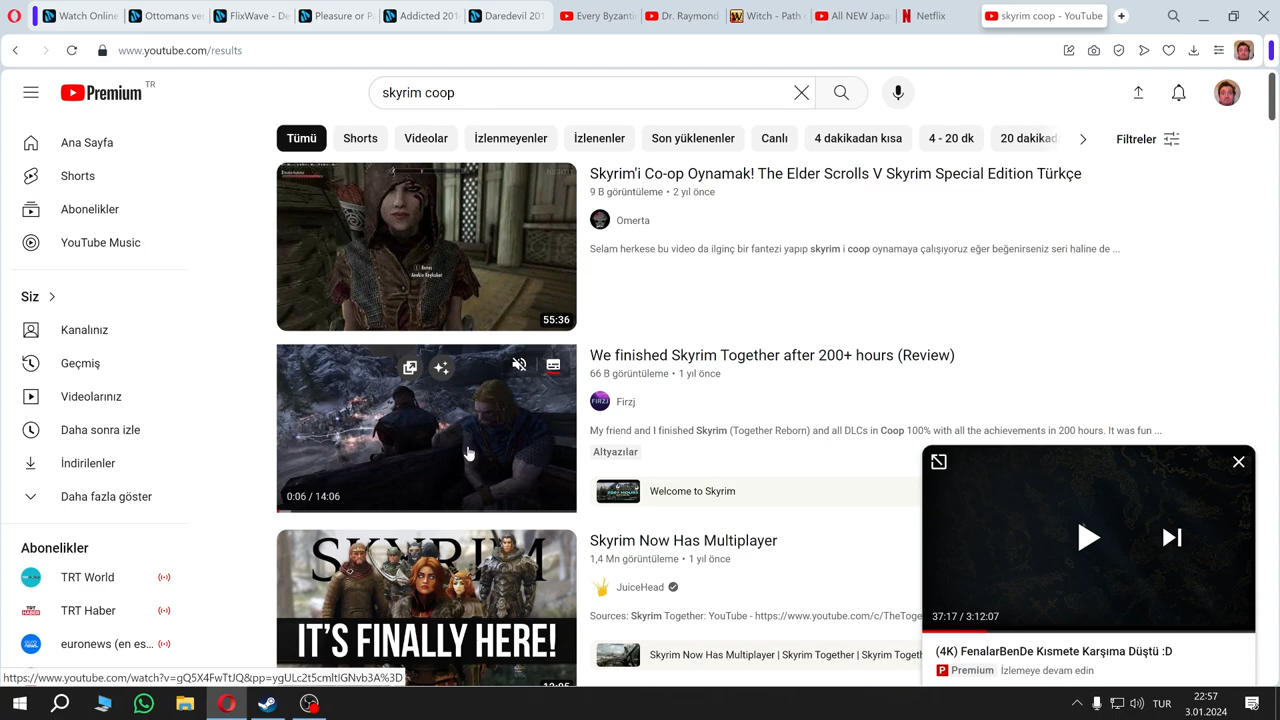 Watch Online
Ottomans ver
FlixWave - De
Pleasure or Pa
Addicted 201
Daredevil 201
Every Byzanti
Dr. Raymond
Witch - Path o
All NEW Japa
Netflix
skyrim coop - YouTube
www.youtube.com/results
Premium TR
skyrim coop
Tümü
Shorts
Videolar
İzlenmeyenler
İzlenenler
Son yüklenenler
Canlı
4 dakikadan kısa
4 - 20 dk
20 dakikad
Filtreler
Ana Sayfa
Shorts
Abonelikler
YouTube Music
Siz
Kanalınız
Geçmiş
Videolarınız
Daha sonra izle
İndirilenler
Daha fazla göster
Abonelikler
TRT World
TRT Haber
euronews (en es...
55:36
Skyrim'i Co-op Oynamak! The Elder Scrolls V Skyrim Special Edition Türkçe
9 B görüntüleme • 2 yıl önce
Omerta
Selam herkese bu video da ilginç bir fantezi yapıp skyrim i coop oynamaya çalışıyoruz eğer beğenirseniz seri haline de ...
0:06 / 14:06
We finished Skyrim Together after 200+ hours (Review)
66 B görüntüleme • 1 yıl önce
FIRZJ
Firzj
My friend and I finished Skyrim (Together Reborn) and all DLCs in Coop 100% with all the achievements in 200 hours. It was fun ...
Altyazılar
Welcome to Skyrim
SKYRIM
IT'S FINALLY HERE!
Skyrim Now Has Multiplayer
1,4 Mn görüntüleme • 1 yıl önce
JuiceHead
Sources: Skyrim Together: YouTube - https://www.youtube.com/c/TheToge
Skyrim Now Has Multiplayer | Skyrim Together | Skyrim Toget
37:17 / 3:12:07
(4K) FenalarBenDe Kısmete Karşıma Düştü :D
P Premium İzlemeye devam edin
https://www.youtube.com/watch?v=gQ5X4FwTtJQ&pp=ygULc2t5cmltIGNvb3A%3D
TUR
22:57
3.01.2024